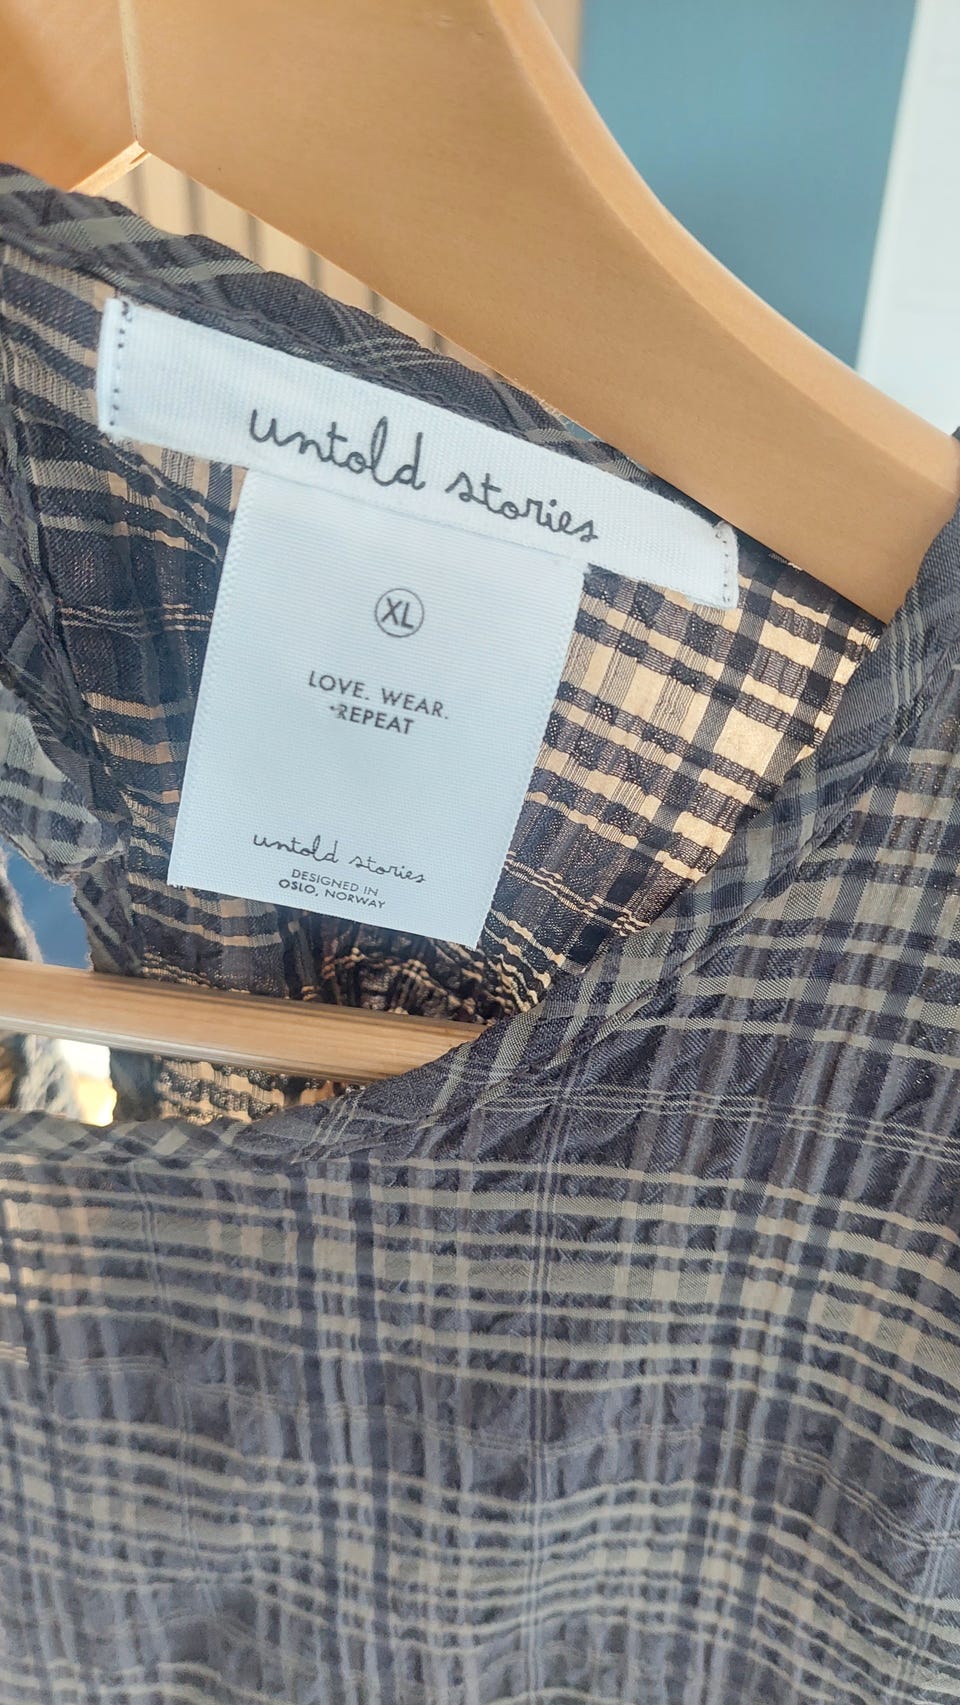 untold stories
XL
LOVE. WEAR.
REPEAT
untold stories
DESIGNED IN
OSLO, NORWAY